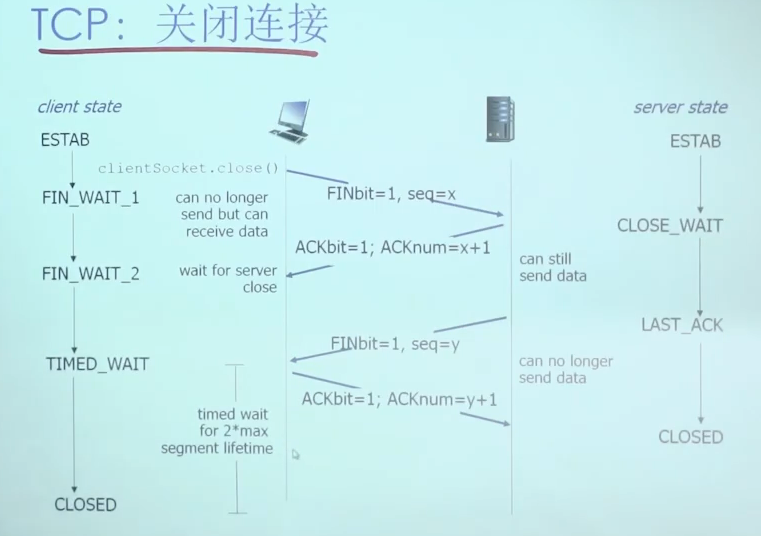 TCP: 关闭连接
client state
server state
ESTAB
ESTAB
clientSocket.close()
FIN_WAIT_1
can no longer
send but can
receive data
FINbit=1, seq=x
CLOSE_WAIT
ACKbit=1; ACKnum=x+1
FIN_WAIT_2
wait for server
close
can still
send data
LAST_ACK
FINbit=1, seq=y
TIMED_WAIT
can no longer
send data
ACKbit=1; ACKnum=y+1
timed wait
for 2*max
segment lifetime
CLOSED
CLOSED